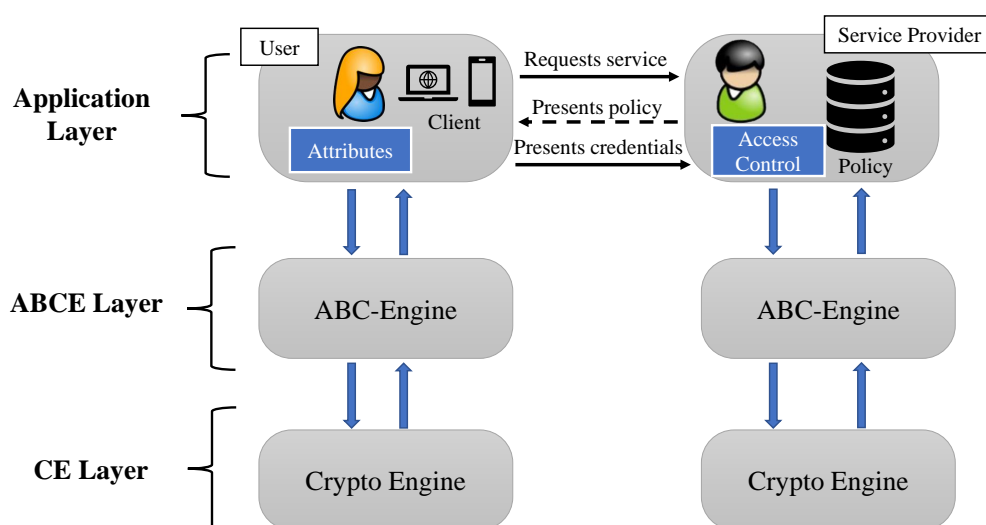 User
Service Provider
Application
Layer
Requests service
Presents policy
Presents credentials
Client
Attributes
Access
Control
Policy
ABCE Layer
ABC-Engine
ABC-Engine
CE Layer
Crypto Engine
Crypto Engine